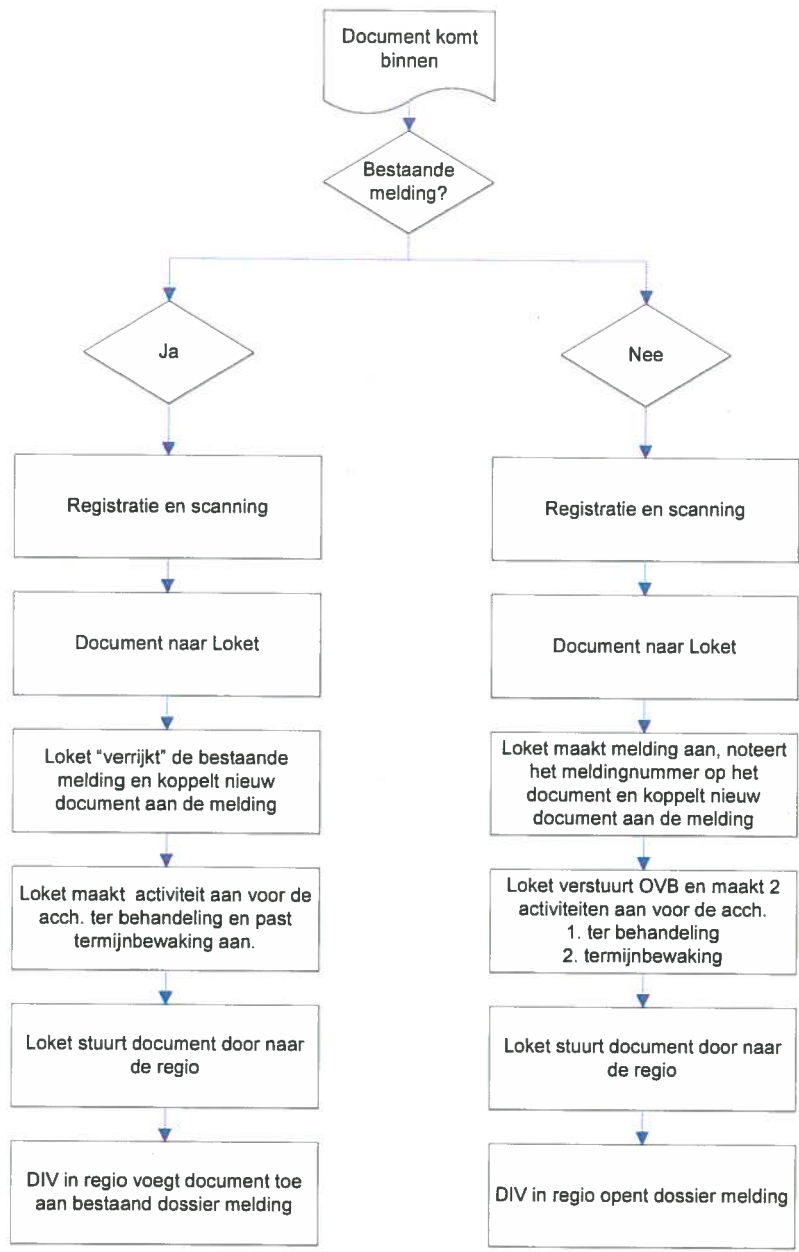 Document komt
binnen
Bestaande
melding?
Ja
Nee
Registratie en scanning
Registratie en scanning
Document naar Loket
Document naar Loket
Loket "verrijkt" de bestaande
melding en koppelt nieuw
document aan de melding
Loket maakt melding aan, noteert
het meldingnummer op het
document en koppelt nieuw
document aan de melding
Loket maakt activiteit aan voor de
acch. ter behandeling en past
termijnbewaking aan.
Loket verstuurt OVB en maakt 2
activiteiten aan voor de acch.
1. ter behandeling
2. termijnbewaking
Loket stuurt document door naar
de regio
Loket stuurt document door naar
de regio
DIV in regio voegt document toe
aan bestaand dossier melding
DIV in regio opent dossier melding